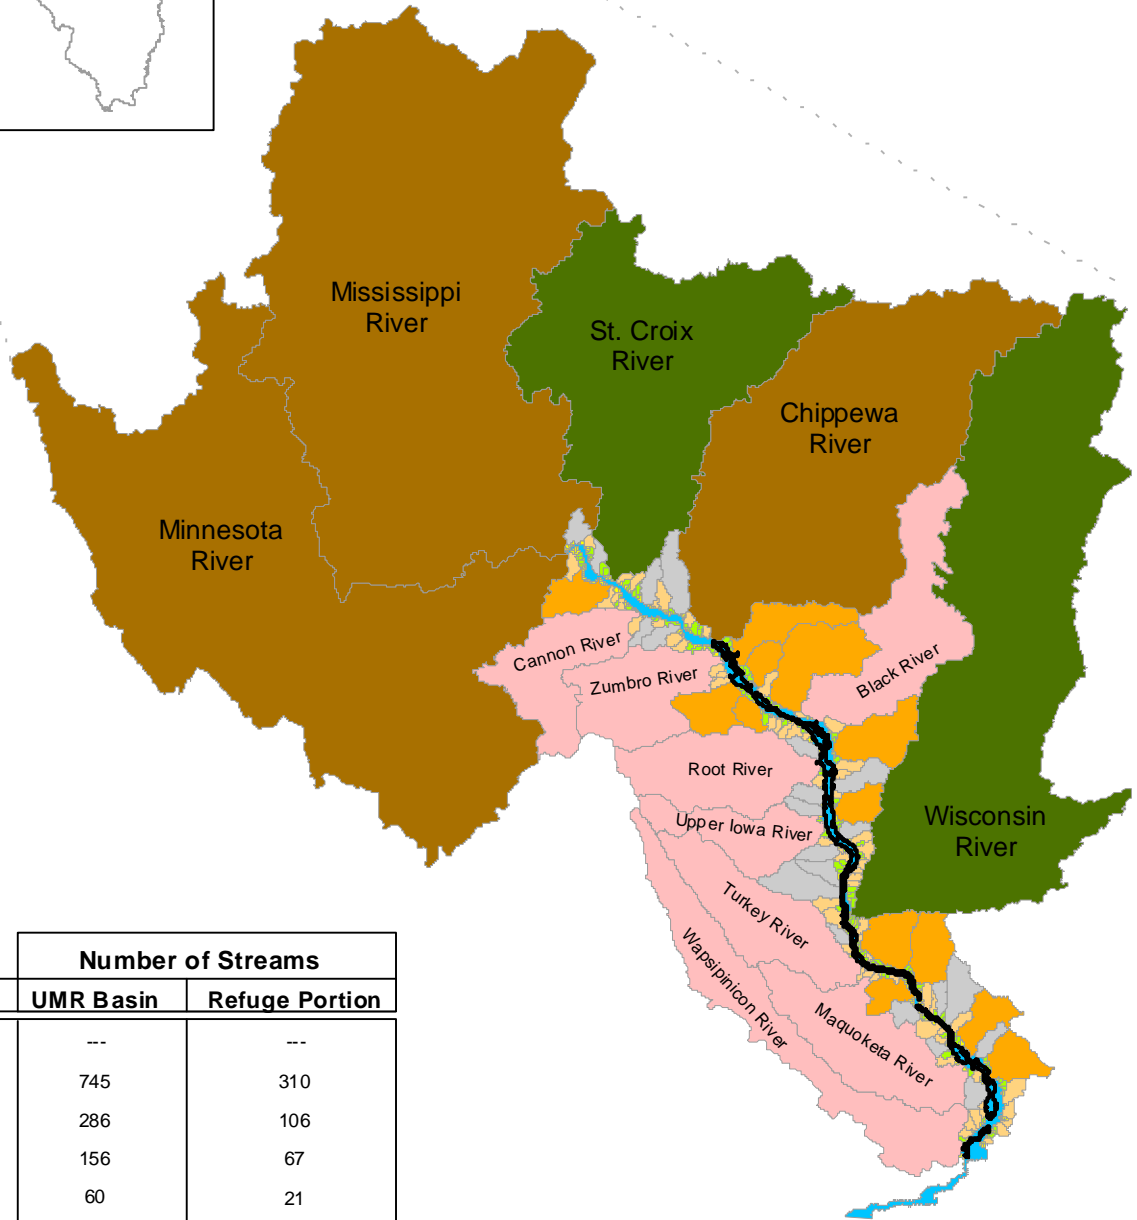 Mississippi
River
St. Croix
River
Chippewa
River
Minnesota
River
Cannon River
Zumbro River
Black River
Root River
Upper Iowa River
Wisconsin
River
Turkey River
Wapsipinicon River
Maquoketa River
Number of Streams
UMR Basin Refuge Portion
--- ---
745 310
286 106
156 67
60 21